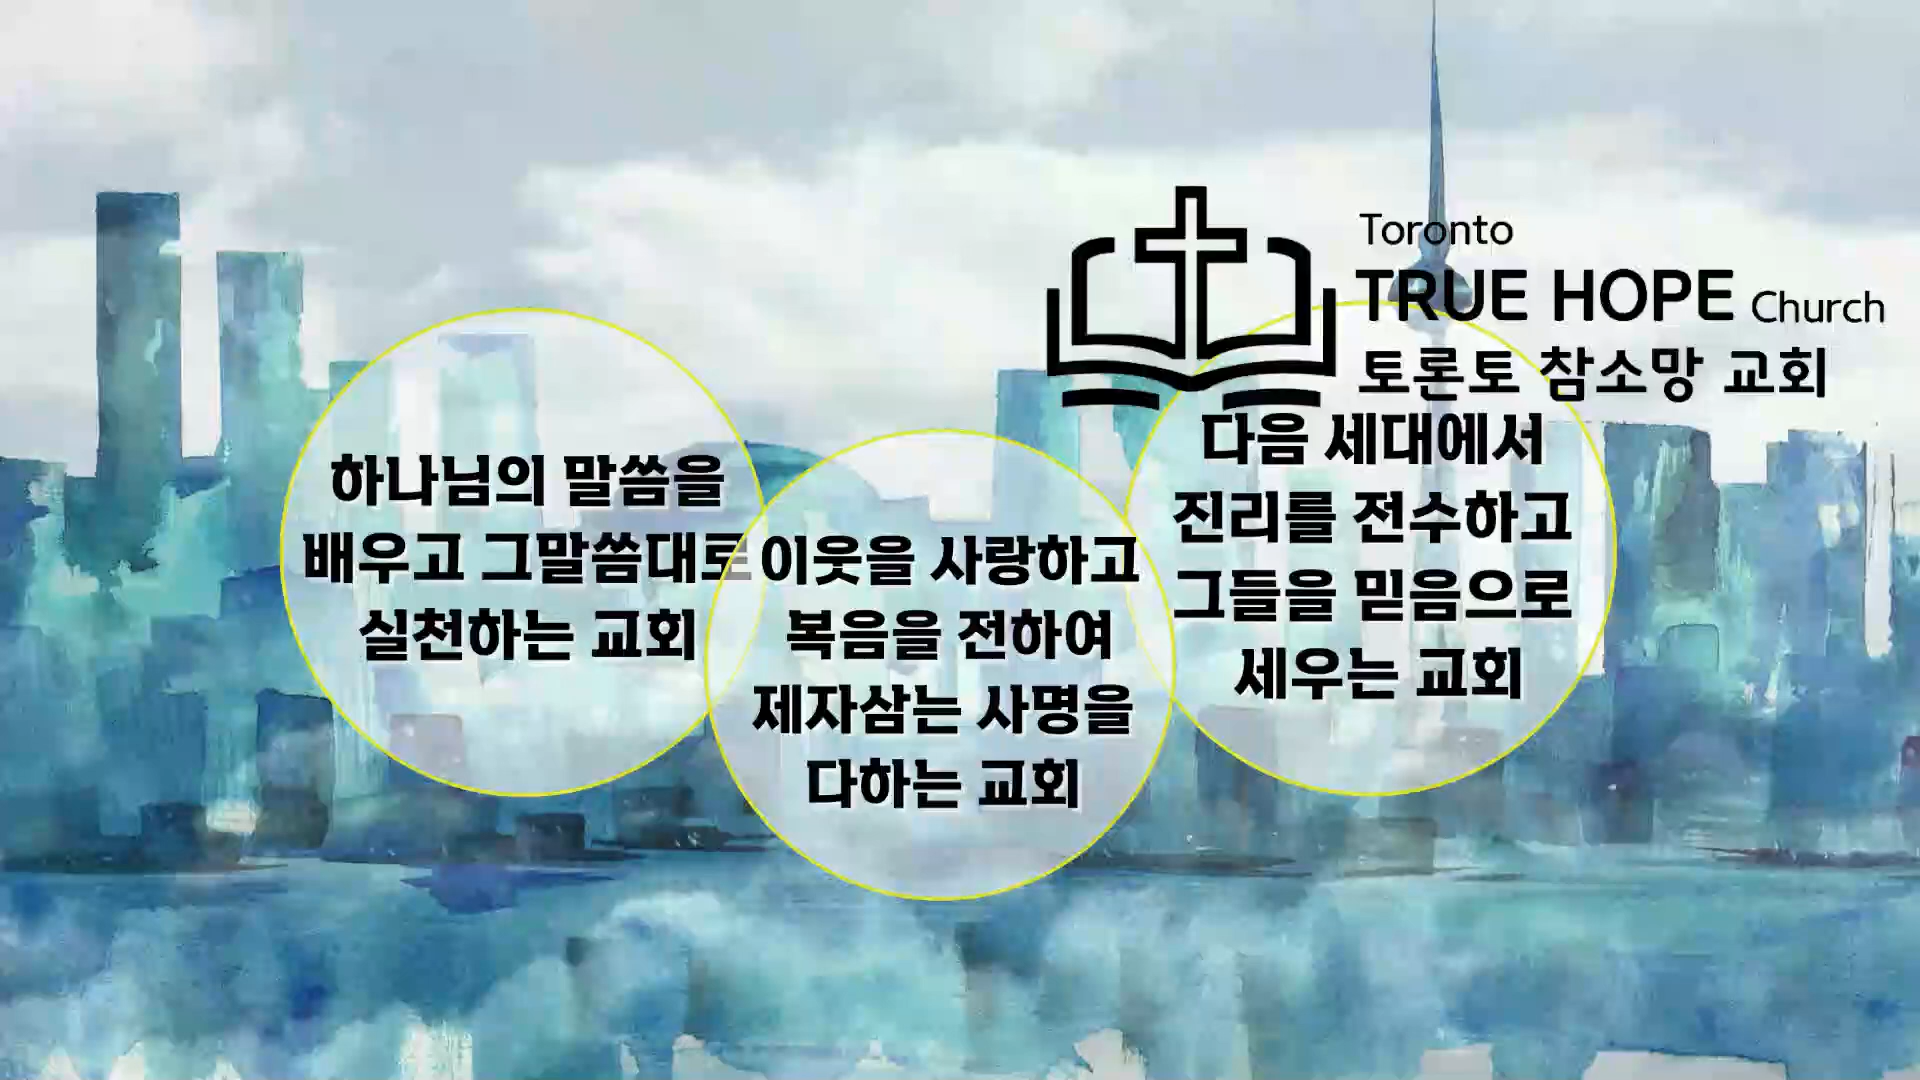 Toronto
TRUE HOPE Church
토론토 참소망 교회
하나님의 말씀을
배우고 그말씀대로
실천하는 교회
이웃을 사랑하고
복음을 전하여
제자삼는 사명을
다하는 교회
다음 세대에서
진리를 전수하고
그들을 믿음으로
세우는 교회